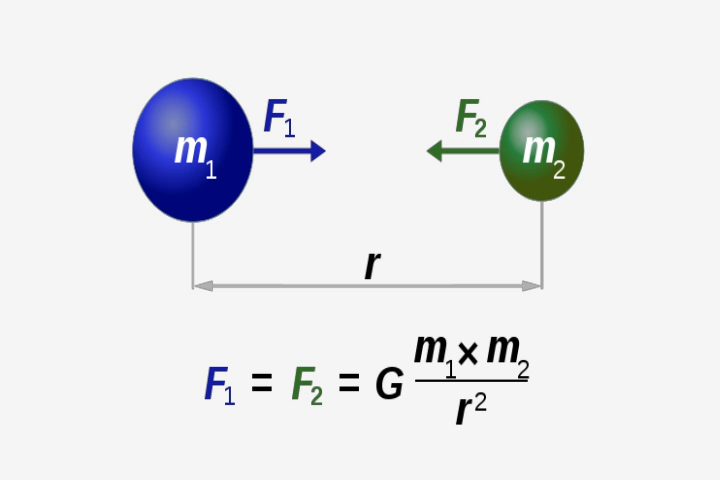 F1 F2
m1 m2
r
F1 = F2 = G m1 × m2 / r²